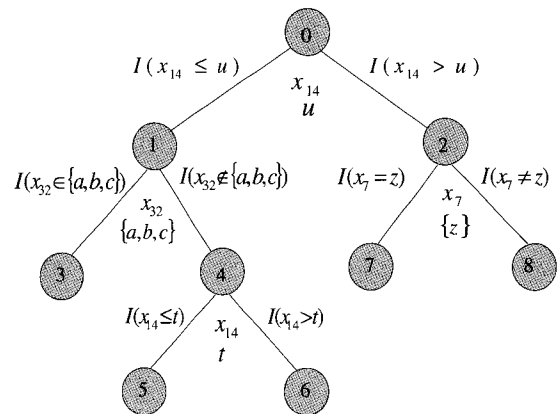 0
I(x₁₄ ≤ u) I(x₁₄ > u)
x₁₄
u
1 2
I(x₃₂∈{a,b,c}) I(x₃₂∉{a,b,c}) I(x₇=z) I(x₇≠z)
x₃₂ x₇
{a,b,c} {z}
3 4 7 8
I(x₁₄≤t) x₁₄ I(x₁₄>t)
t
5 6